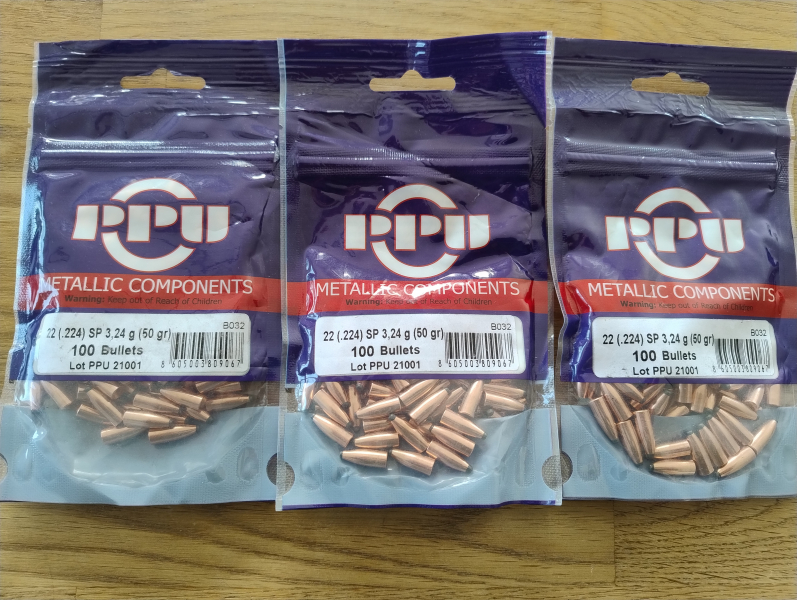 PPU
METALLIC COMPONENTS
Warning: Keep out of Reach of Children
22 (.224) SP 3,24 g (50 gr)
B032
100 Bullets
Lot PPU 21001
8 605003 809067
PPU
METALLIC COMPONENTS
Warning: Keep out of Reach of Children
22 (.224) SP 3,24 g (50 gr)
B032
100 Bullets
Lot PPU 21001
8 605003 809067
PPU
METALLIC COMPONENTS
Warning: Keep out of Reach of Children
22 (.224) SP 3,24 g (50 gr)
B032
100 Bullets
Lot PPU 21001
8 605003 809067